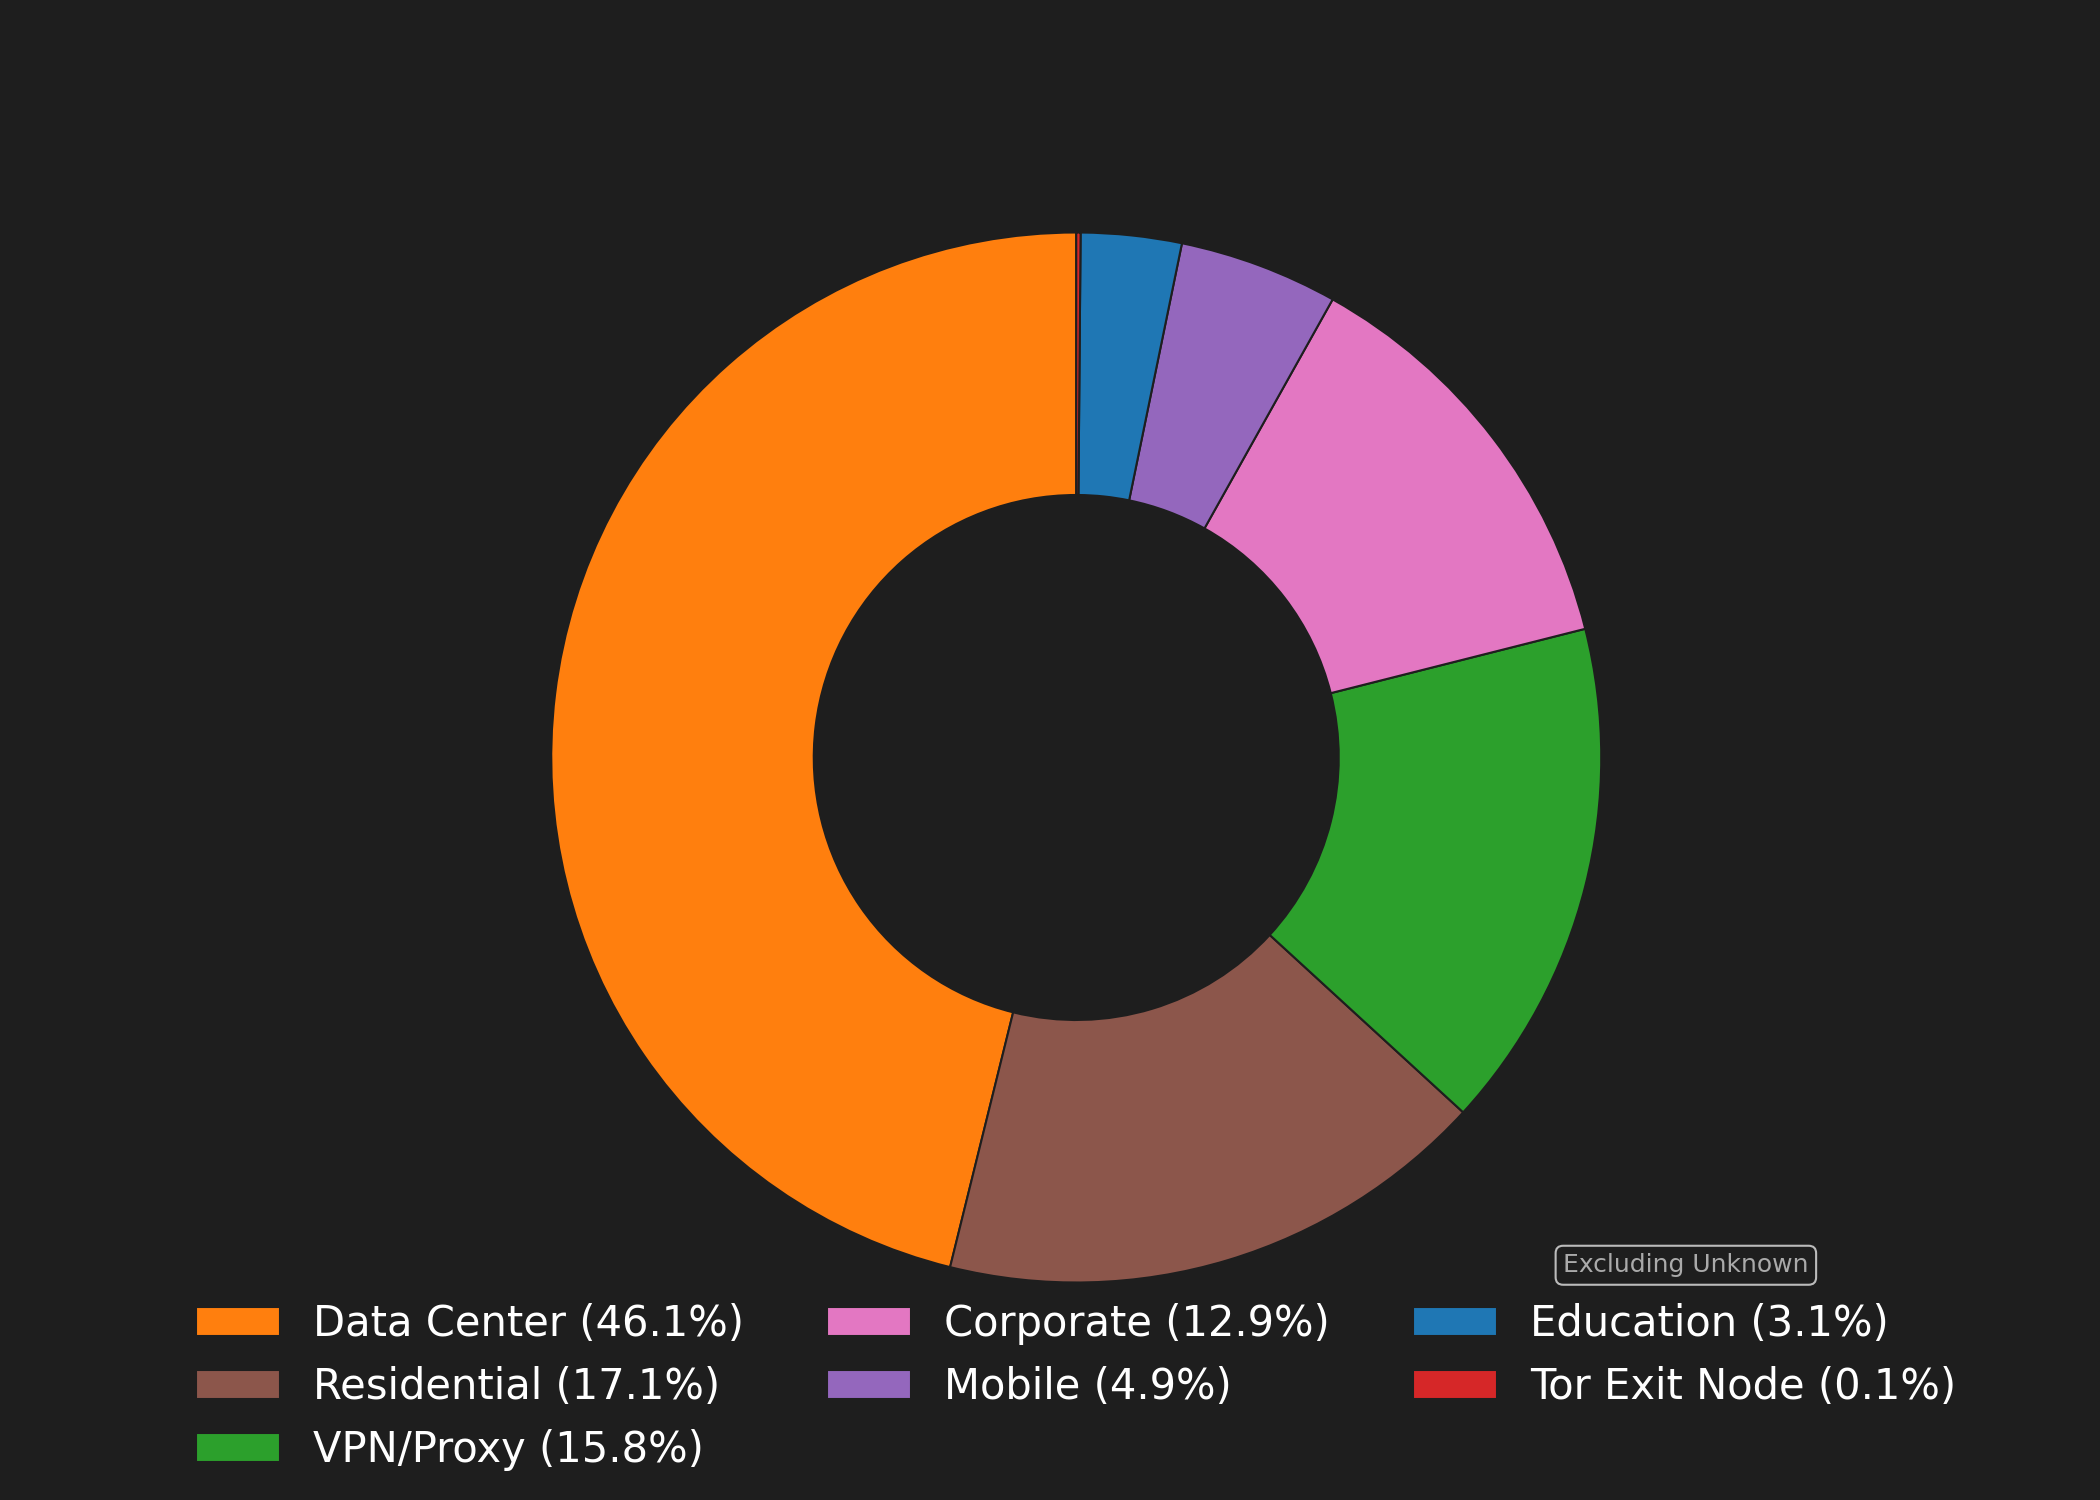 Excluding Unknown
Data Center (46.1%)
Residential (17.1%)
VPN/Proxy (15.8%)
Corporate (12.9%)
Mobile (4.9%)
Education (3.1%)
Tor Exit Node (0.1%)